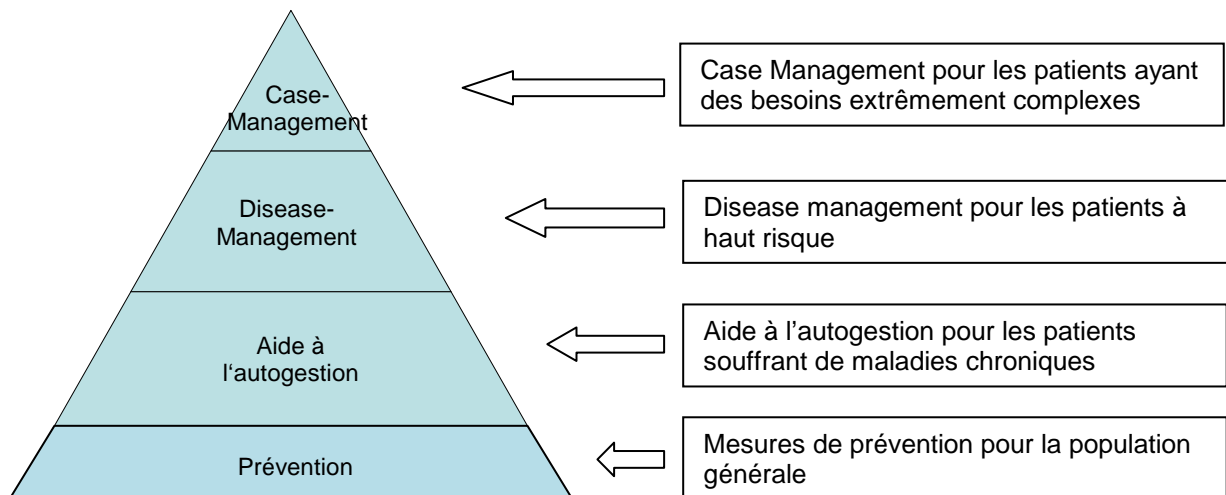 Case-
Management
Case Management pour les patients ayant
des besoins extrêmement complexes
Disease-
Management
Disease management pour les patients à
haut risque
Aide à
l‘autogestion
Aide à l’autogestion pour les patients
souffrant de maladies chroniques
Prévention
Mesures de prévention pour la population
générale